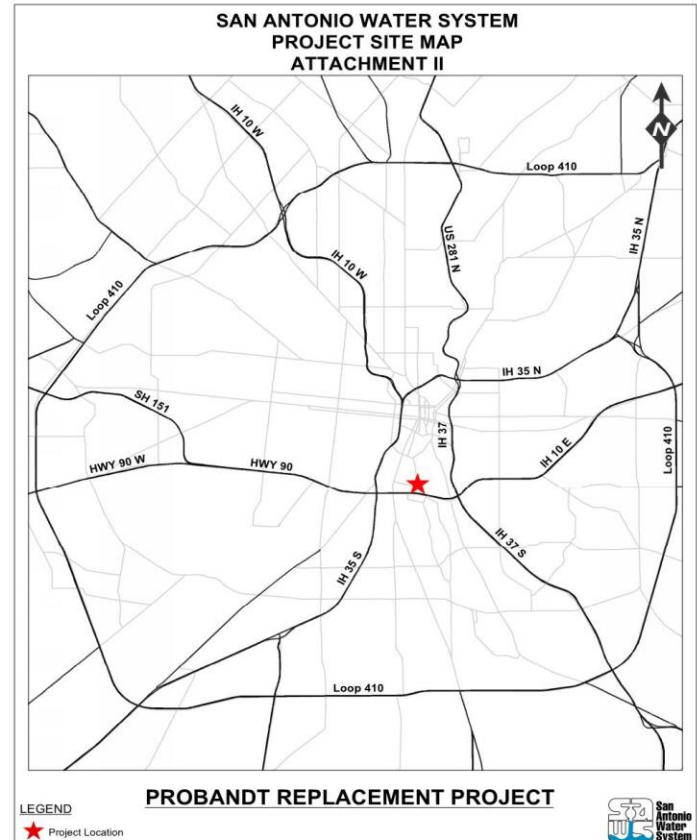 SAN ANTONIO WATER SYSTEM
PROJECT SITE MAP
ATTACHMENT II
N
IH 10 W
Loop 410
US 281 N
IH 35 N
IH 10 W
Loop 410
IH 35 N
SH 151
IH 37
Loop 410
IH 10 E
HWY 90 W
HWY 90
IH 37 S
IH 35 S
Loop 410
PROBANDT REPLACEMENT PROJECT
LEGEND
Project Location
San
Antonio
Water
System